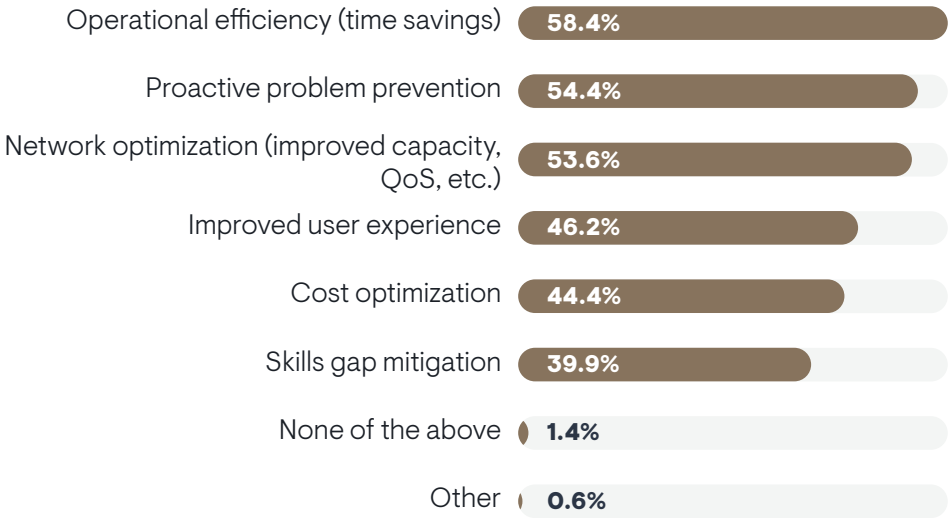 Operational efficiency (time savings) 58.4%
Proactive problem prevention 54.4%
Network optimization (improved capacity,
QoS, etc.) 53.6%
Improved user experience 46.2%
Cost optimization 44.4%
Skills gap mitigation 39.9%
None of the above 1.4%
Other 0.6%